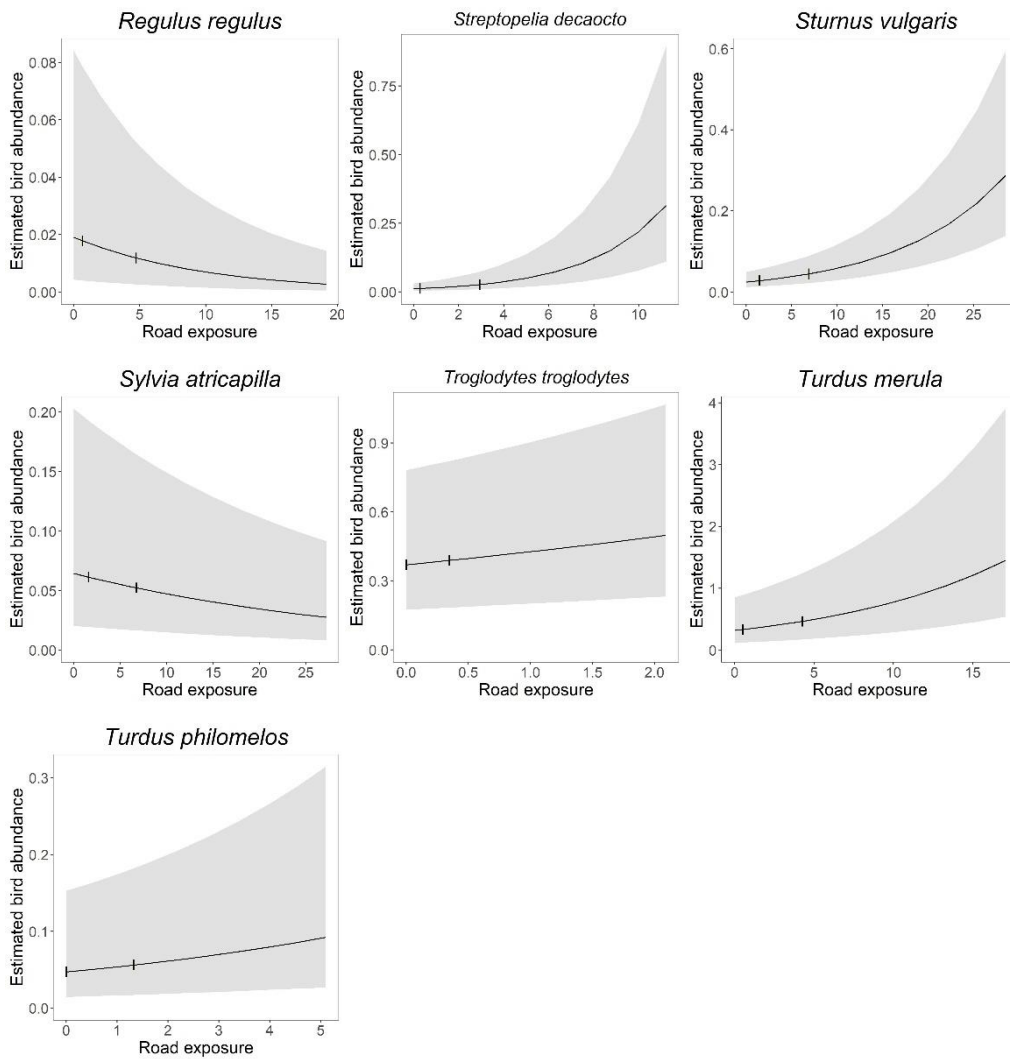 Regulus regulus
Estimated bird abundance
0.08
0.06
0.04
0.02
0.00
0 5 10 15 20
Road exposure
Streptopelia decaocto
Estimated bird abundance
0.75
0.50
0.25
0.00
0 2 4 6 8 10
Road exposure
Sturnus vulgaris
Estimated bird abundance
0.6
0.4
0.2
0.0
0 5 10 15 20 25
Road exposure
Sylvia atricapilla
Estimated bird abundance
0.20
0.15
0.10
0.05
0.00
0 5 10 15 20 25
Road exposure
Troglodytes troglodytes
Estimated bird abundance
0.9
0.6
0.3
0.0
0.0 0.5 1.0 1.5 2.0
Road exposure
Turdus merula
Estimated bird abundance
4
3
2
1
0
0 5 10 15
Road exposure
Turdus philomelos
Estimated bird abundance
0.3
0.2
0.1
0.0
0 1 2 3 4 5
Road exposure